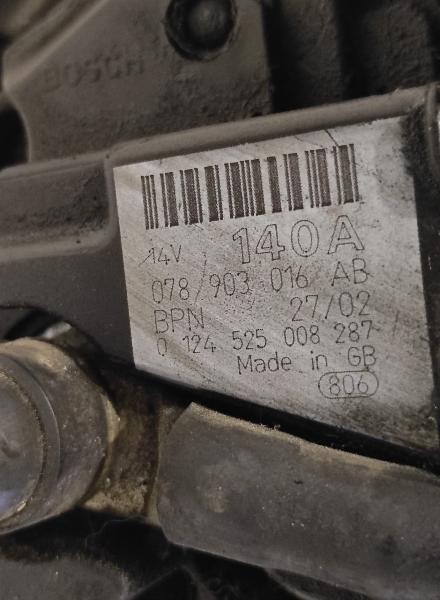 BOSCH
14V 140A
078/903 016 AB
BPN 27/02
0 124 525 008 287
Made in GB
806